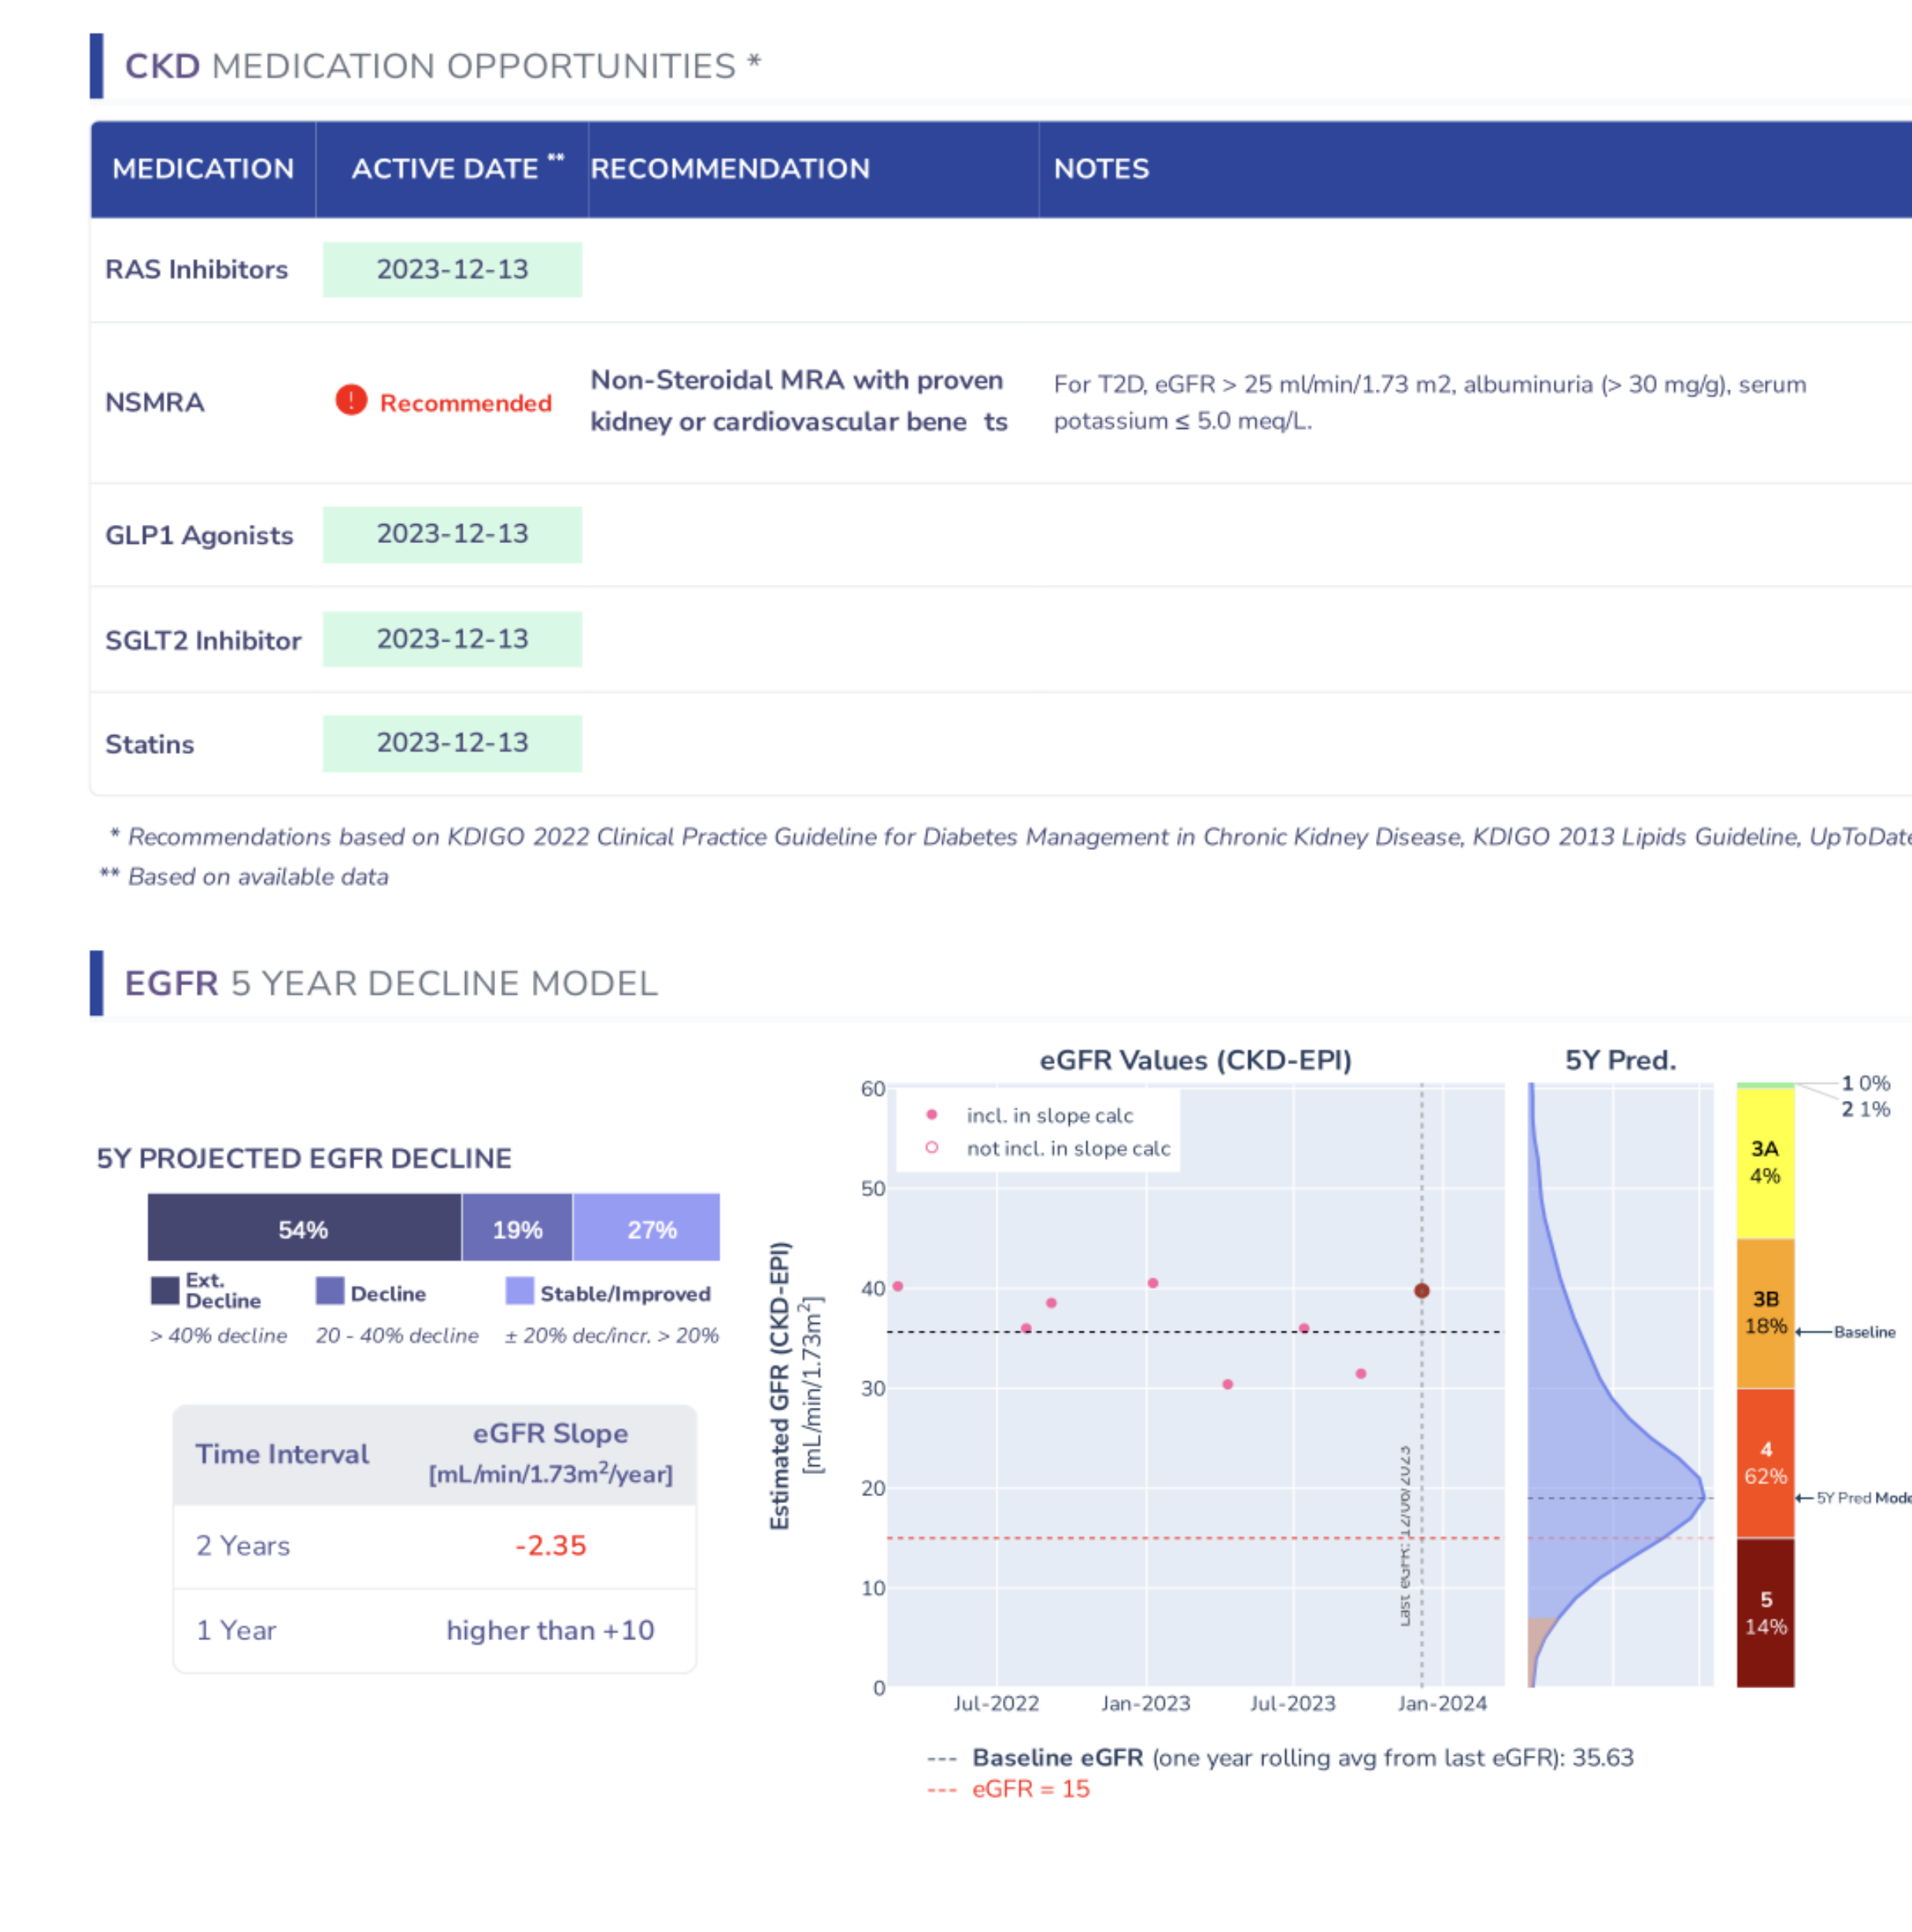 CKD MEDICATION OPPORTUNITIES *
MEDICATION ACTIVE DATE ** RECOMMENDATION NOTES
RAS Inhibitors 2023-12-13
NSMRA ! Recommended
Non-Steroidal MRA with proven
kidney or cardiovascular bene ts
For T2D, eGFR > 25 ml/min/1.73 m2, albuminuria (> 30 mg/g), serum
potassium ≤ 5.0 meq/L.
GLP1 Agonists 2023-12-13
SGLT2 Inhibitor 2023-12-13
Statins 2023-12-13
* Recommendations based on KDIGO 2022 Clinical Practice Guideline for Diabetes Management in Chronic Kidney Disease, KDIGO 2013 Lipids Guideline, UpToDate
** Based on available data
EGFR 5 YEAR DECLINE MODEL
5Y PROJECTED EGFR DECLINE
54% 19% 27%
Ext.
Decline
Decline
Stable/Improved
> 40% decline 20 - 40% decline ± 20% dec/incr. > 20%
Time Interval
eGFR Slope
[mL/min/1.73m²/year]
2 Years -2.35
1 Year higher than +10
eGFR Values (CKD-EPI)
incl. in slope calc
not incl. in slope calc
Estimated GFR (CKD-EPI)
[mL/min/1.73m²]
60
50
40
30
20
10
0
Last eGFR:
Jul-2022 Jan-2023 Jul-2023 Jan-2024
5Y Pred.
1 0%
2 1%
3A
4%
3B
18%
Baseline
4
62%
5Y Pred
5
14%
--- Baseline eGFR (one year rolling avg from last eGFR): 35.63
--- eGFR = 15